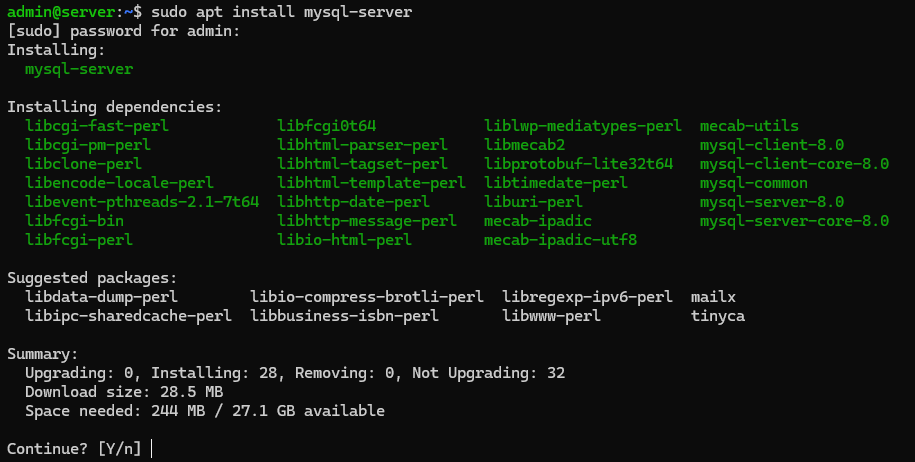 admin@server:~$ sudo apt install mysql-server
[sudo] password for admin:
Installing:
  mysql-server

Installing dependencies:
  libcgi-fast-perl            libfcgi0t64            liblwp-mediatypes-perl  mecab-utils
  libcgi-pm-perl              libhtml-parser-perl    libmecab2               mysql-client-8.0
  libclone-perl               libhtml-tagset-perl    libprotobuf-lite32t64   mysql-client-core-8.0
  libencode-locale-perl       libhtml-template-perl  libtimedate-perl        mysql-common
  libevent-pthreads-2.1-7t64  libhttp-date-perl      liburi-perl             mysql-server-8.0
  libfcgi-bin                 libhttp-message-perl   mecab-ipadic            mysql-server-core-8.0
  libfcgi-perl                libio-html-perl        mecab-ipadic-utf8

Suggested packages:
  libdata-dump-perl        libio-compress-brotli-perl  libregexp-ipv6-perl  mailx
  libipc-sharedcache-perl  libbusiness-isbn-perl       libwww-perl          tinyca

Summary:
  Upgrading: 0, Installing: 28, Removing: 0, Not Upgrading: 32
  Download size: 28.5 MB
  Space needed: 244 MB / 27.1 GB available

Continue? [Y/n]